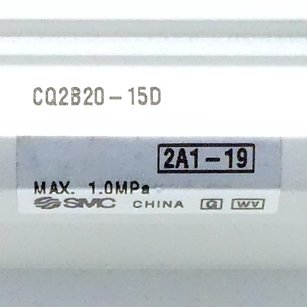 CQ2B20-15D
2A1-19
MAX. 1.0MPa
SMC CHINA G WV